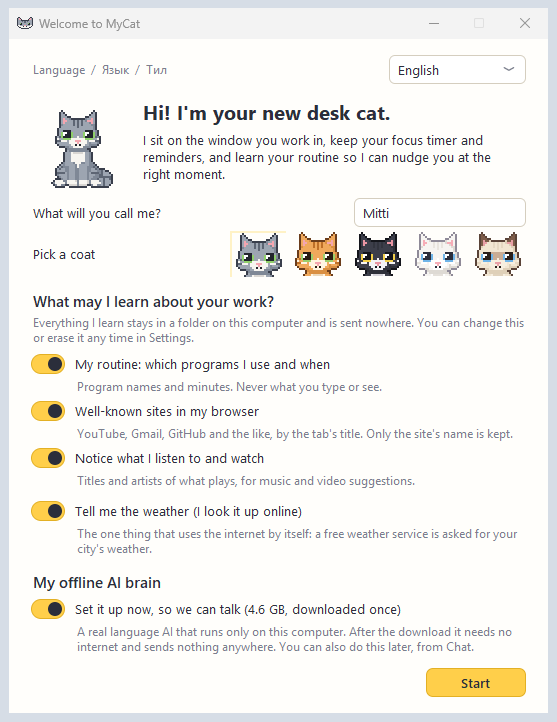 Welcome to MyCat
Language / Язык / Тил
English
Hi! I'm your new desk cat.
I sit on the window you work in, keep your focus timer and
reminders, and learn your routine so I can nudge you at the
right moment.
What will you call me?
Mitti
Pick a coat
What may I learn about your work?
Everything I learn stays in a folder on this computer and is sent nowhere. You can change this
or erase it any time in Settings.
My routine: which programs I use and when
Program names and minutes. Never what you type or see.
Well-known sites in my browser
YouTube, Gmail, GitHub and the like, by the tab's title. Only the site's name is kept.
Notice what I listen to and watch
Titles and artists of what plays, for music and video suggestions.
Tell me the weather (I look it up online)
The one thing that uses the internet by itself: a free weather service is asked for your
city's weather.
My offline AI brain
Set it up now, so we can talk (4.6 GB, downloaded once)
A real language AI that runs only on this computer. After the download it needs no
internet and sends nothing anywhere. You can also do this later, from Chat.
Start